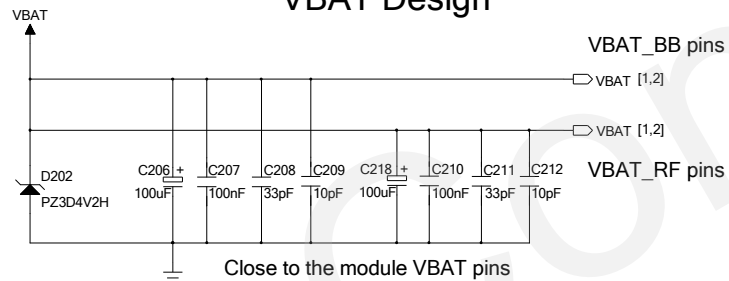 VBAT Design
VBAT
VBAT_BB pins
VBAT [1,2]
VBAT [1,2]
VBAT_RF pins
D202
PZ3D4V2H
C206 +
100uF
C207
100nF
C208
33pF
C209
10pF
C218 +
100uF
C210
100nF
C211
33pF
C212
10pF
Close to the module VBAT pins